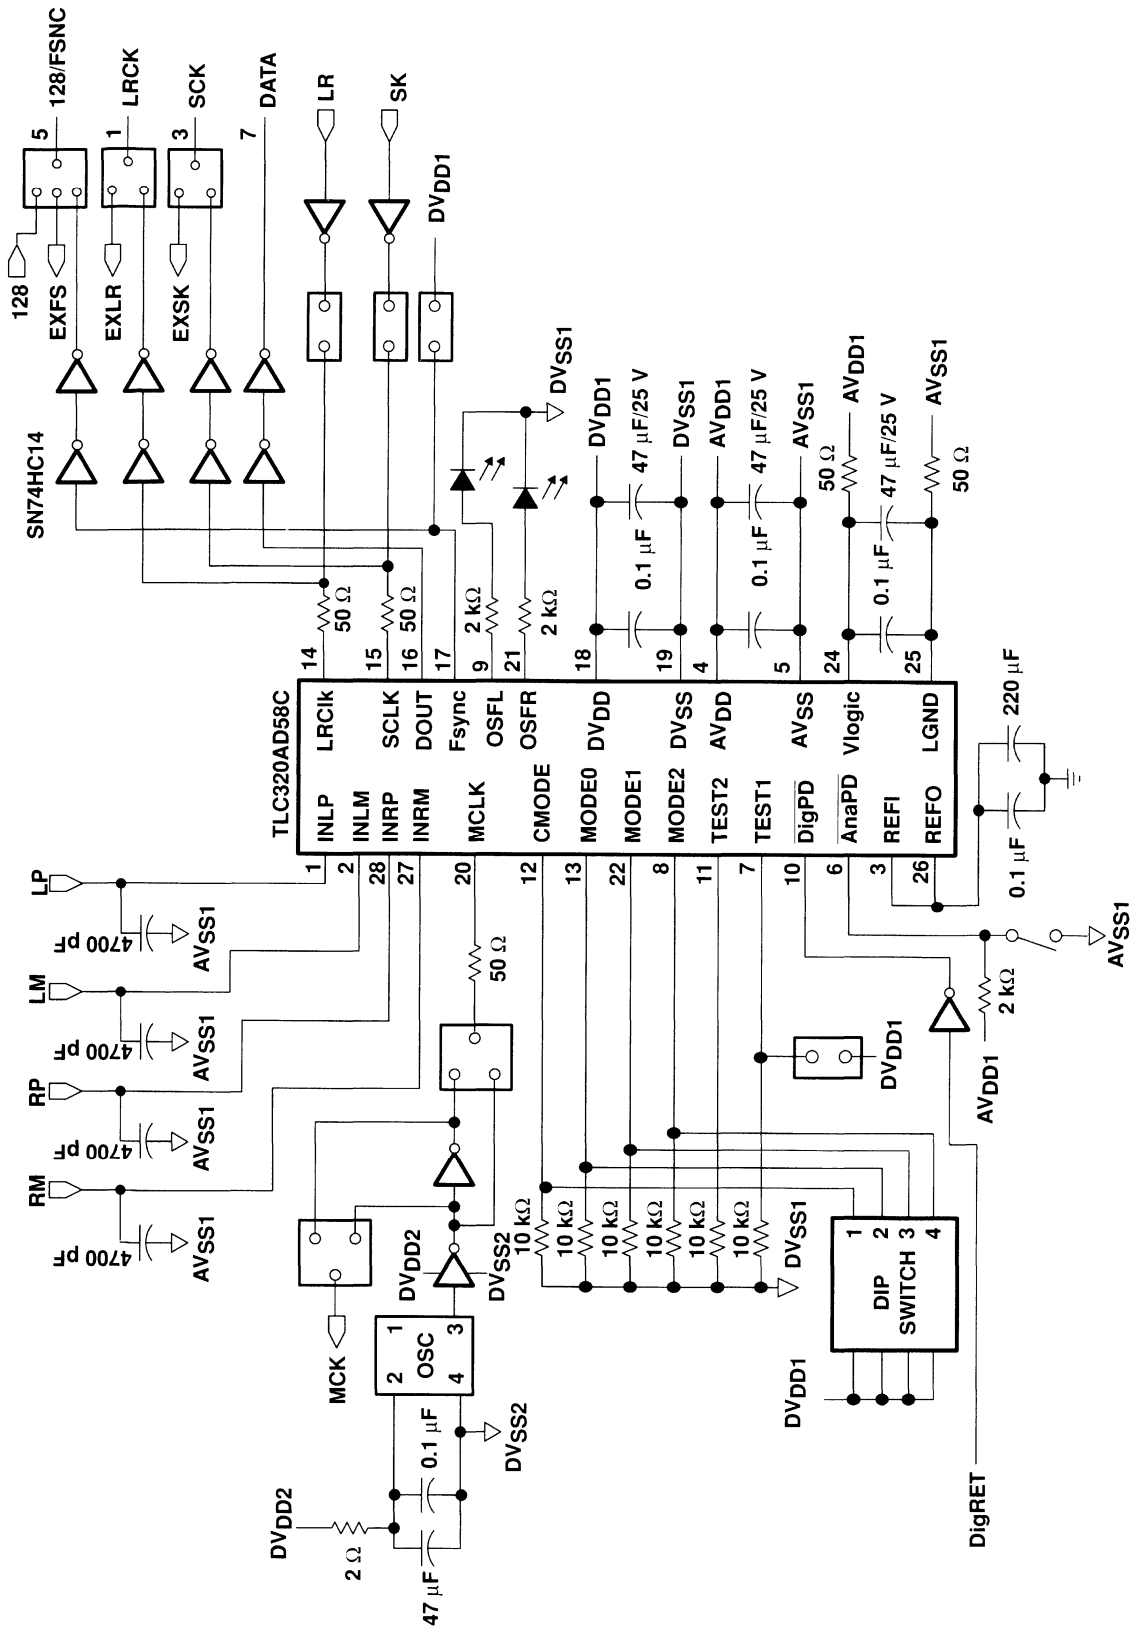 SN74HC14
128
EXFS
EXLR
EXSK
5
128/FSNC
1
LRCK
3
SCK
7
DATA
LR
SK
DVDD1
50 Ω
50 Ω
2 kΩ
2 kΩ
DVSS1
DVDD1
47 µF/25 V
0.1 µF
DVSS1
AVDD1
47 µF/25 V
0.1 µF
AVSS1
50 Ω
AVDD1
47 µF/25 V
0.1 µF
50 Ω
AVSS1
14
15
16
17
9
21
18
19
4
5
24
25
TLC320AD58C
LRClk
SCLK
DOUT
Fsync
OSFL
OSFR
DVDD
DVSS
AVDD
AVSS
Vlogic
LGND
INLP
INLM
INRP
INRM
MCLK
CMODE
MODE0
MODE1
MODE2
TEST2
TEST1
DigPD
AnaPD
REFI
REFO
1
2
28
27
20
12
13
22
8
11
7
10
6
3
26
0.1 µF
220 µF
LP
4700 pF
AVSS1
LM
4700 pF
AVSS1
RP
4700 pF
AVSS1
RM
4700 pF
AVSS1
50 Ω
MCK
DVDD2
DVSS2
OSC
1
2
3
4
DVDD2
2 Ω
47 µF
0.1 µF
DVSS2
10 kΩ
10 kΩ
10 kΩ
10 kΩ
10 kΩ
10 kΩ
DVSS1
DVDD1
DIP
SWITCH
1
2
3
4
DVDD1
AVDD1
2 kΩ
AVSS1
DigRET